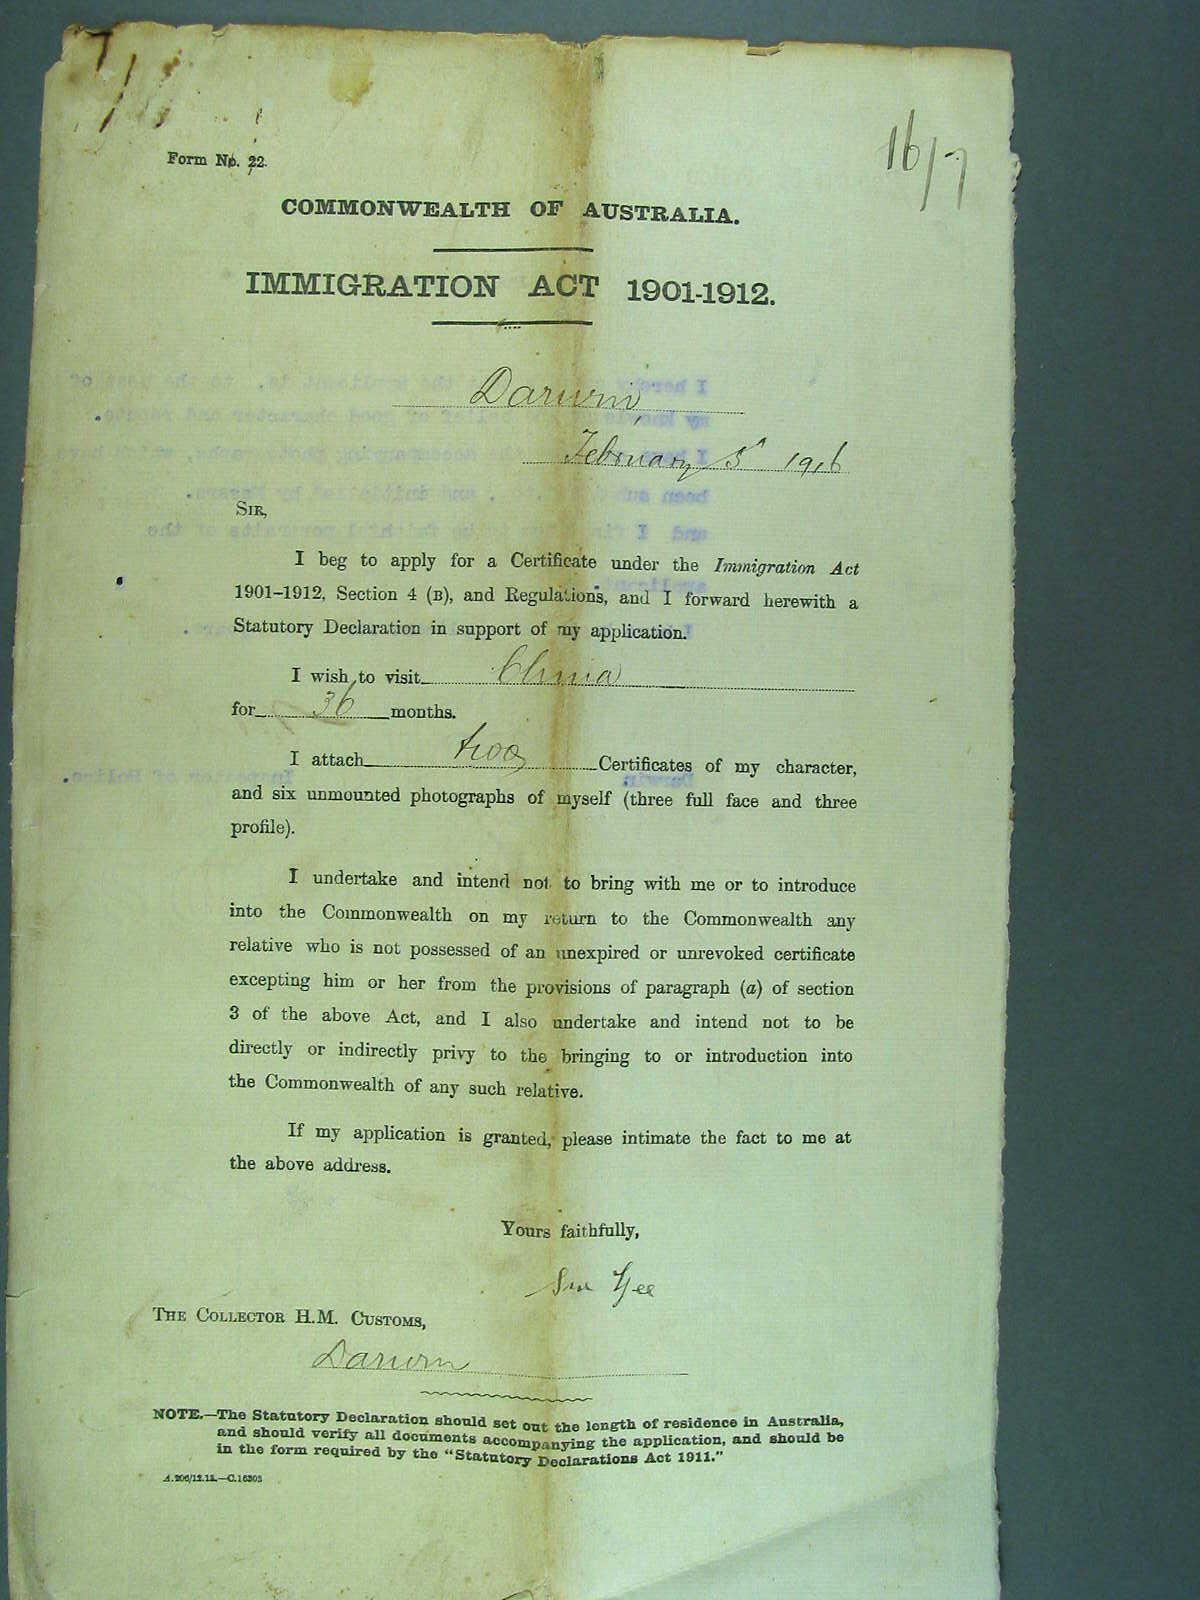 16/7
Form No. 22.
COMMONWEALTH OF AUSTRALIA.
IMMIGRATION ACT 1901-1912.
Darwin,
February 5th 1916
SIR,
I beg to apply for a Certificate under the Immigration Act
1901–1912, Section 4 (B), and Regulations, and I forward herewith a
Statutory Declaration in support of my application.
I wish to visit China
for 36 months.
I attach two Certificates of my character,
and six unmounted photographs of myself (three full face and three
profile).
I undertake and intend not to bring with me or to introduce
into the Commonwealth on my return to the Commonwealth any
relative who is not possessed of an unexpired or unrevoked certificate
excepting him or her from the provisions of paragraph (a) of section
3 of the above Act, and I also undertake and intend not to be
directly or indirectly privy to the bringing to or introduction into
the Commonwealth of any such relative.
If my application is granted, please intimate the fact to me at
the above address.
Yours faithfully,
Yee
THE COLLECTOR H.M. CUSTOMS,
Darwin
NOTE.—The Statutory Declaration should set out the length of residence in Australia,
and should verify all documents accompanying the application, and should be
in the form required by the "Statutory Declarations Act 1911."
C.16303